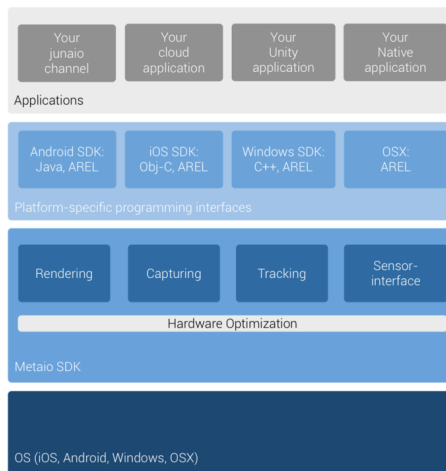 Your
junaio
channel
Your
cloud
application
Your
Unity
application
Your
Native
application
Applications
Android SDK:
Java, AREL
iOS SDK:
Obj-C, AREL
Windows SDK:
C++, AREL
OSX:
AREL
Platform-specific programming interfaces
Rendering
Capturing
Tracking
Sensor-
interface
Hardware Optimization
Metaio SDK
OS (iOS, Android, Windows, OSX)